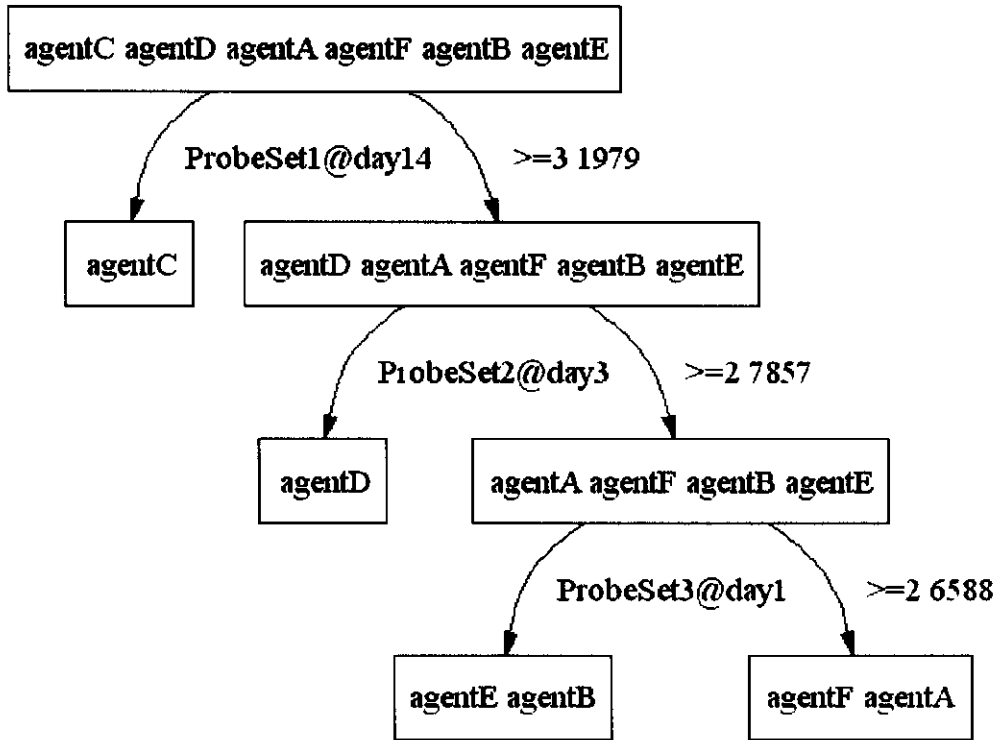 agentC agentD agentA agentF agentB agentE
ProbeSet1@day14 >=3 1979
agentC
agentD agentA agentF agentB agentE
PiobeSet2@day3 >=2 7857
agentD
agentA agentF agentB agentE
ProbeSet3@day1 >=2 6588
agentE agentB
agentF agentA